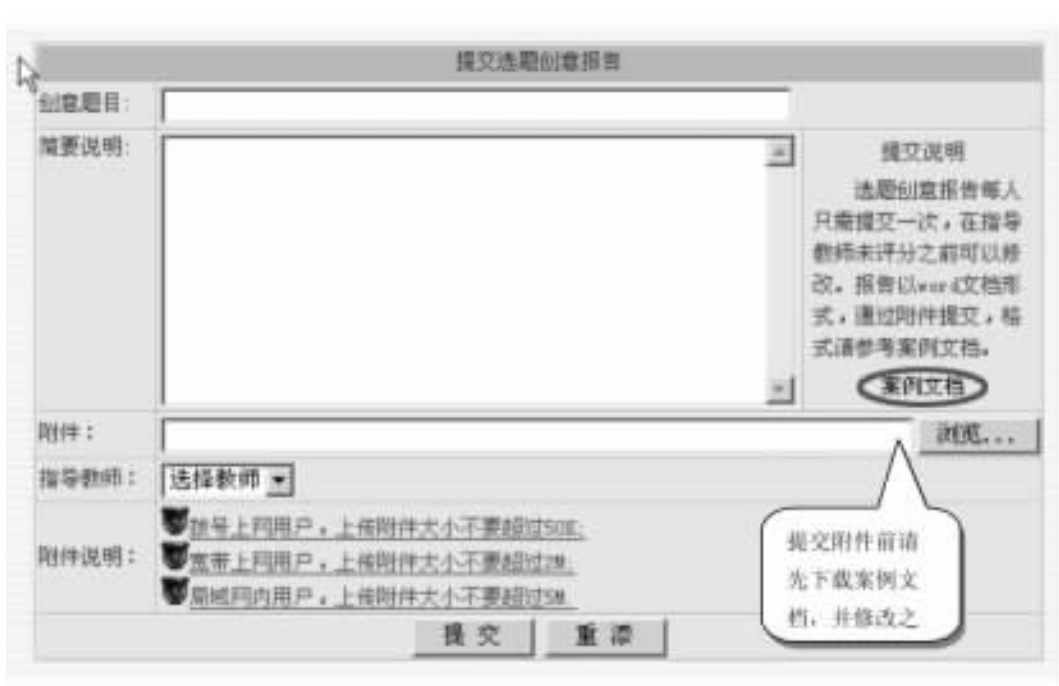 提交选题创意报告
创意题目:
简要说明:
提交说明
选题创意报告每人
只需提交一次，在指导
教师未评分之前可以修
改。报告以word文档形
式，通过附件提交，格
式请参考案例文档。
案例文档
附件：
浏览...
指导教师：
选择教师
附件说明：
拨号上网用户，上传附件大小不要超过50K;
宽带上网用户，上传附件大小不要超过2M;
局域网内用户，上传附件大小不要超过5M
提交附件前请
先下载案例文
档，并修改之
提 交
重 添